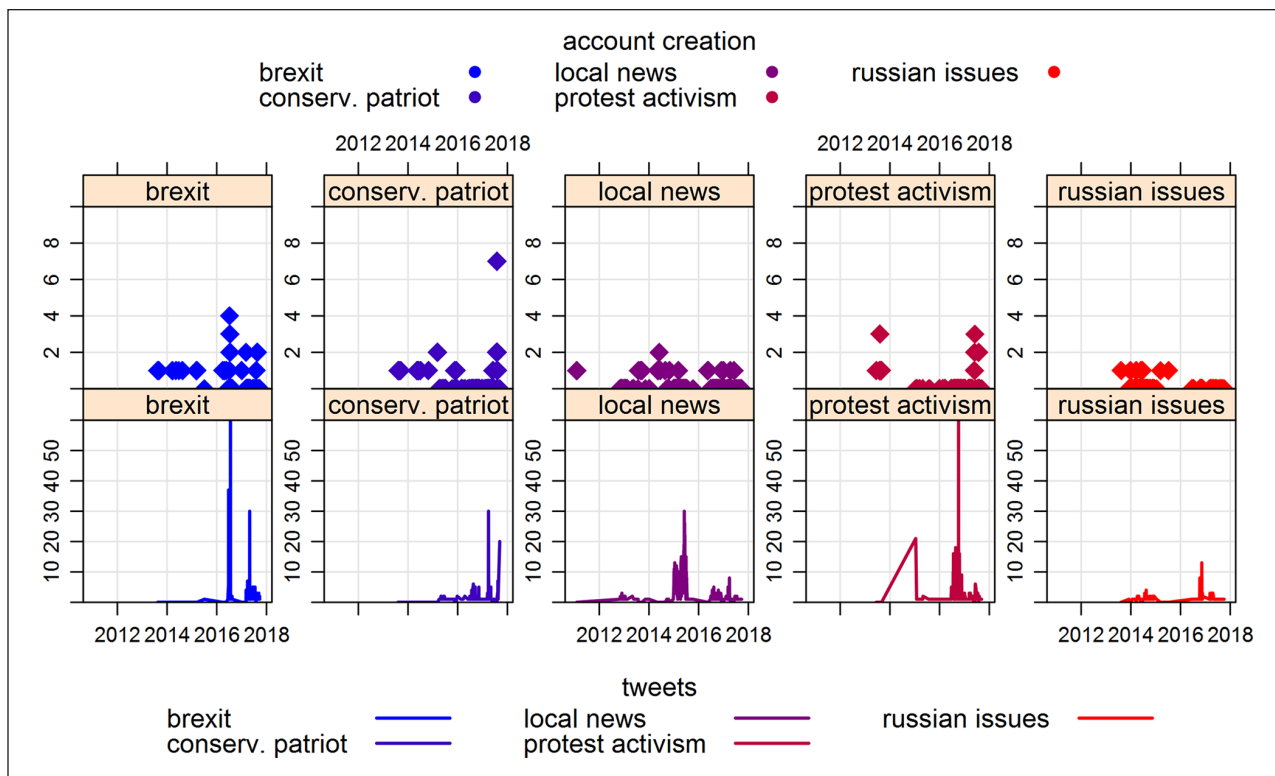 account creation
brexit local news russian issues
conserv. patriot protest activism
2012 2014 2016 2018 2012 2014 2016 2018
brexit conserv. patriot local news protest activism russian issues
8 8 8 8 8
6 6 6 6 6
4 4 4 4 4
2 2 2 2 2
brexit conserv. patriot local news protest activism russian issues
50 50 50 50 50
40 40 40 40 40
30 30 30 30 30
20 20 20 20 20
10 10 10 10 10
2012 2014 2016 2018 2012 2014 2016 2018 2012 2014 2016 2018
tweets
brexit local news russian issues
conserv. patriot protest activism